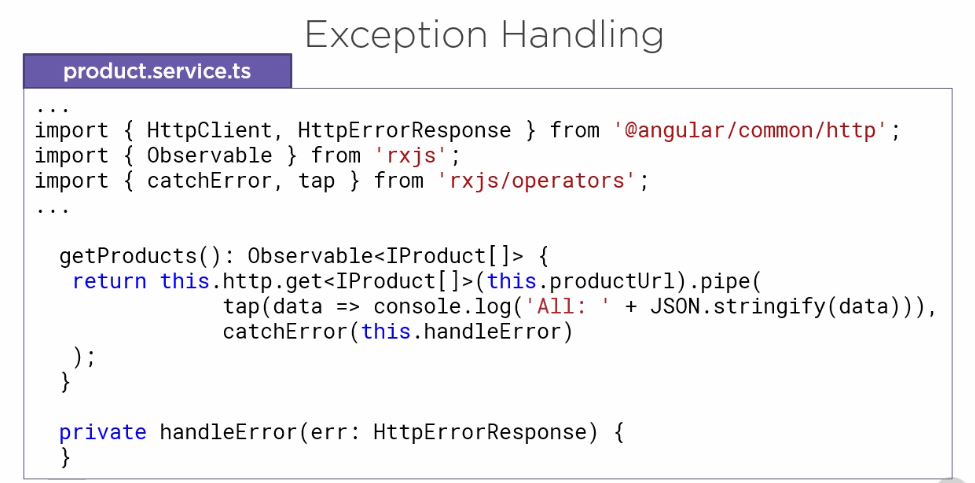 Exception Handling
product.service.ts
...
import { HttpClient, HttpErrorResponse } from '@angular/common/http';
import { Observable } from 'rxjs';
import { catchError, tap } from 'rxjs/operators';
...
getProducts(): Observable<IProduct[]> {
return this.http.get<IProduct[]>(this.productUrl).pipe(
tap(data => console.log('All: ' + JSON.stringify(data))),
catchError(this.handleError)
);
}
private handleError(err: HttpErrorResponse) {
}